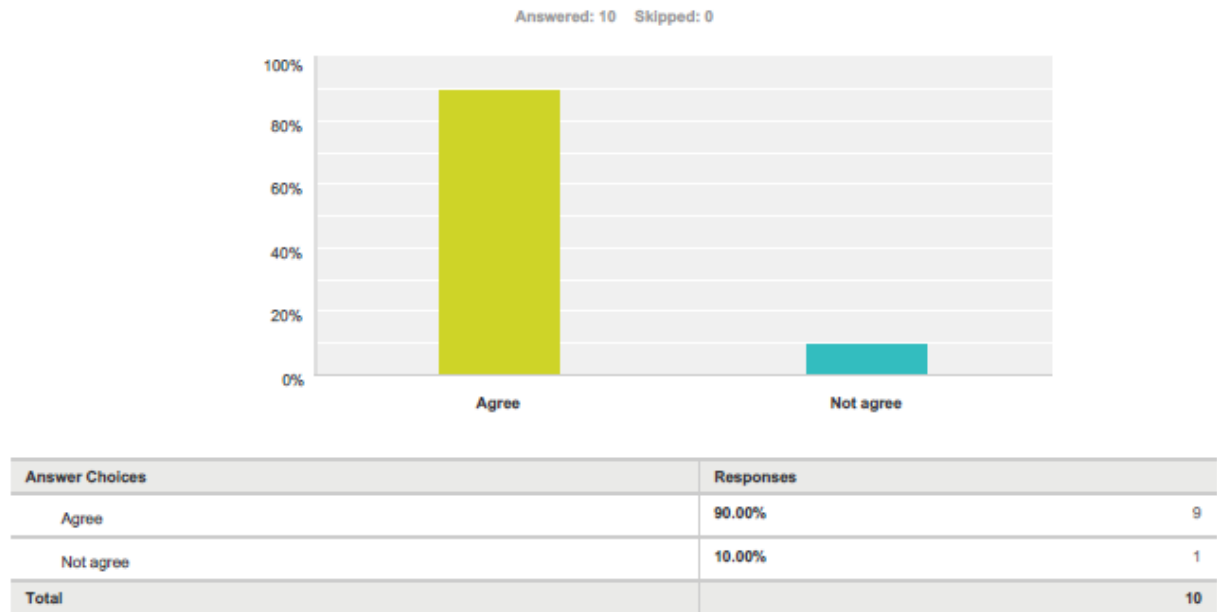 Answered: 10 Skipped: 0
100%
80%
60%
40%
20%
0%
Agree Not agree
Answer Choices Responses
Agree 90.00% 9
Not agree 10.00% 1
Total 10